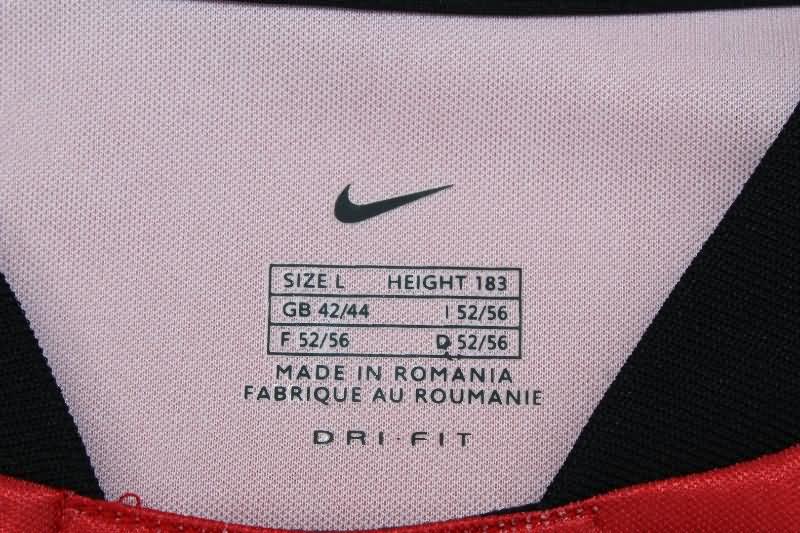 SIZE L HEIGHT 183
GB 42/44 I 52/56
F 52/56 D 52/56
MADE IN ROMANIA
FABRIQUE AU ROUMANIE
DRI-FIT